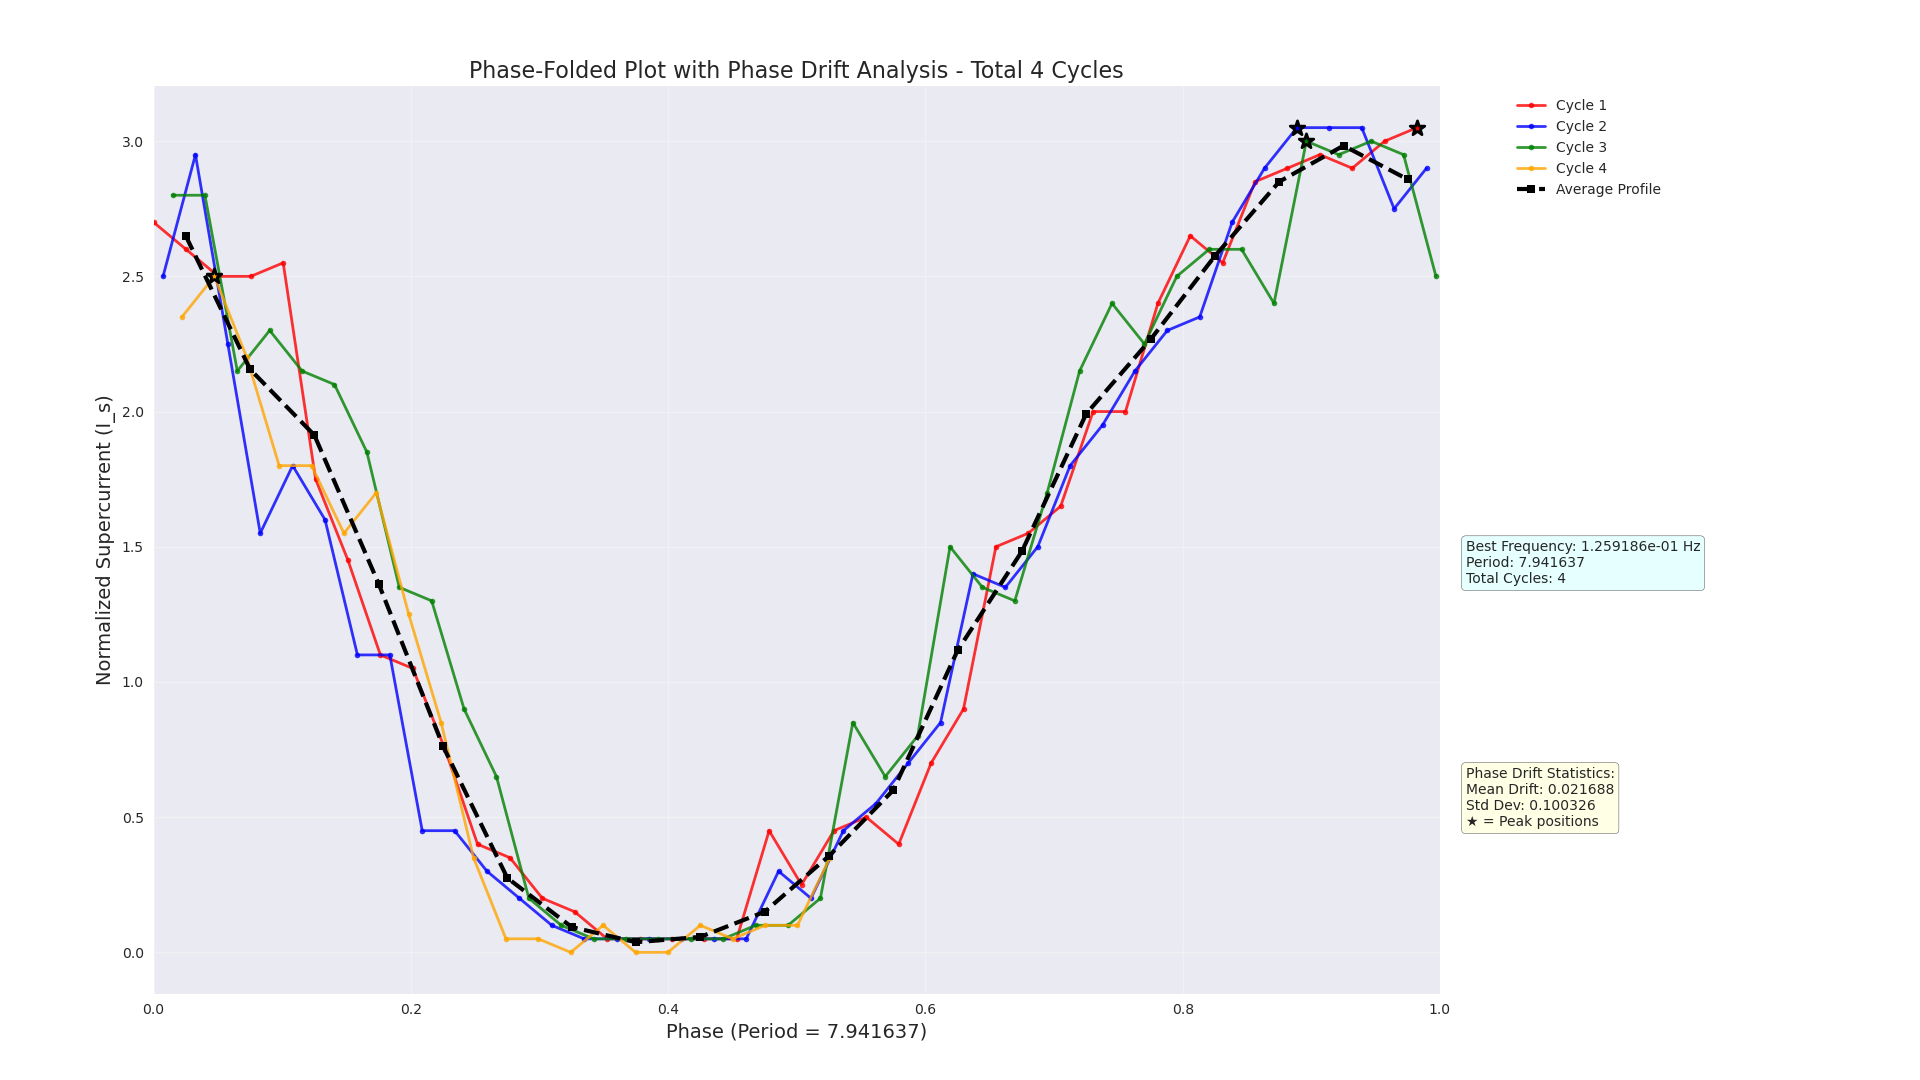 Phase-Folded Plot with Phase Drift Analysis - Total 4 Cycles
Cycle 1
Cycle 2
Cycle 3
Cycle 4
Average Profile
Normalized Supercurrent (I_s)
3.0
2.5
2.0
1.5
1.0
0.5
0.0
0.0 0.2 0.4 0.6 0.8 1.0
Phase (Period = 7.941637)
Best Frequency: 1.259186e-01 Hz
Period: 7.941637
Total Cycles: 4
Phase Drift Statistics:
Mean Drift: 0.021688
Std Dev: 0.100326
★ = Peak positions